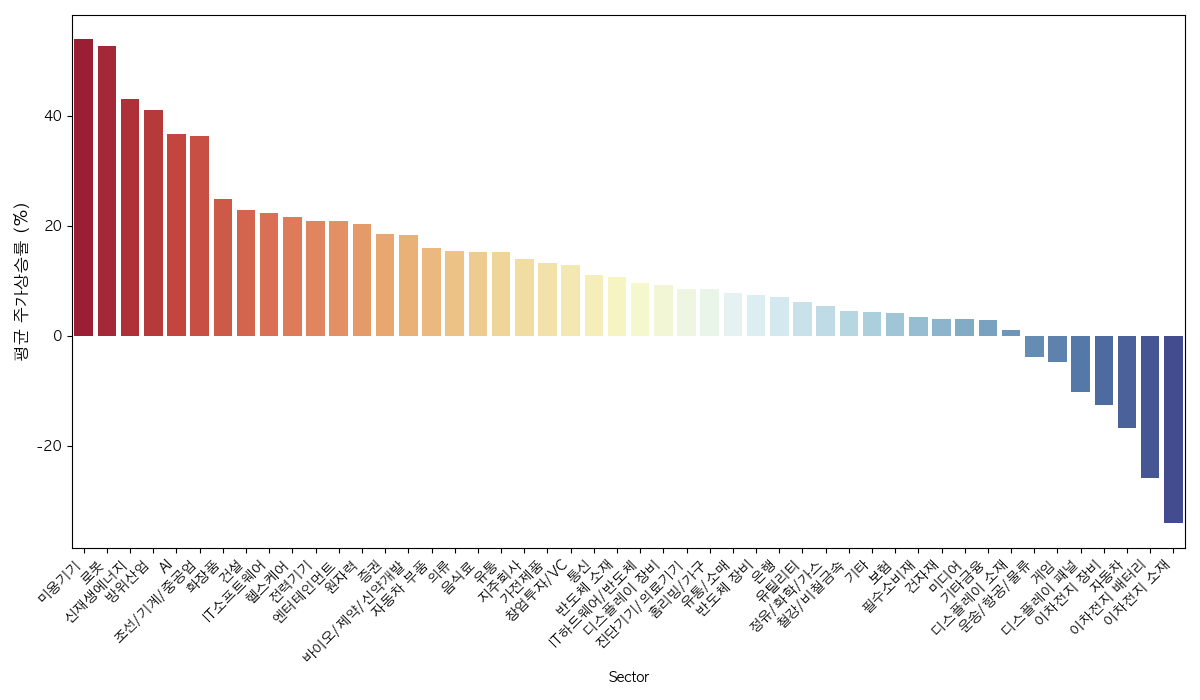 평균 주가상승률 (%)
40
20
0
-20
미용기기
로봇
신재생에너지
방위산업
AI
조선/기계/중공업
화장품
건설
IT소프트웨어
헬스케어
전력기기
엔터테인먼트
원자력
증권
바이오/제약/신약개발
자동차 부품
의류
음식료
유통
지주회사
가전제품
창업투자/VC
통신
반도체 소재
IT하드웨어/반도체
디스플레이 장비
진단기기/의료기기
홈리빙/가구
유통/소매
반도체 장비
은행
유틸리티
정유/화학/가스
철강/비철금속
기타
보험
필수소비재
건자재
미디어
기타금융
디스플레이 소재
운송/항공/물류
게임
디스플레이 패널
이차전지 장비
자동차
이차전지 배터리
이차전지 소재
Sector